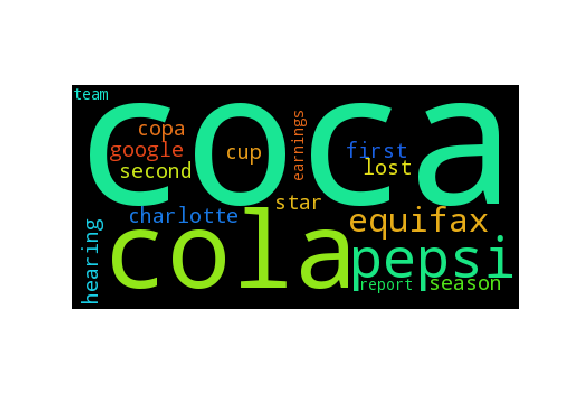 team
coca
copa
earnings
google
cup
first
second
lost
star
charlotte
equifax
hearing
cola
pepsi
report
season